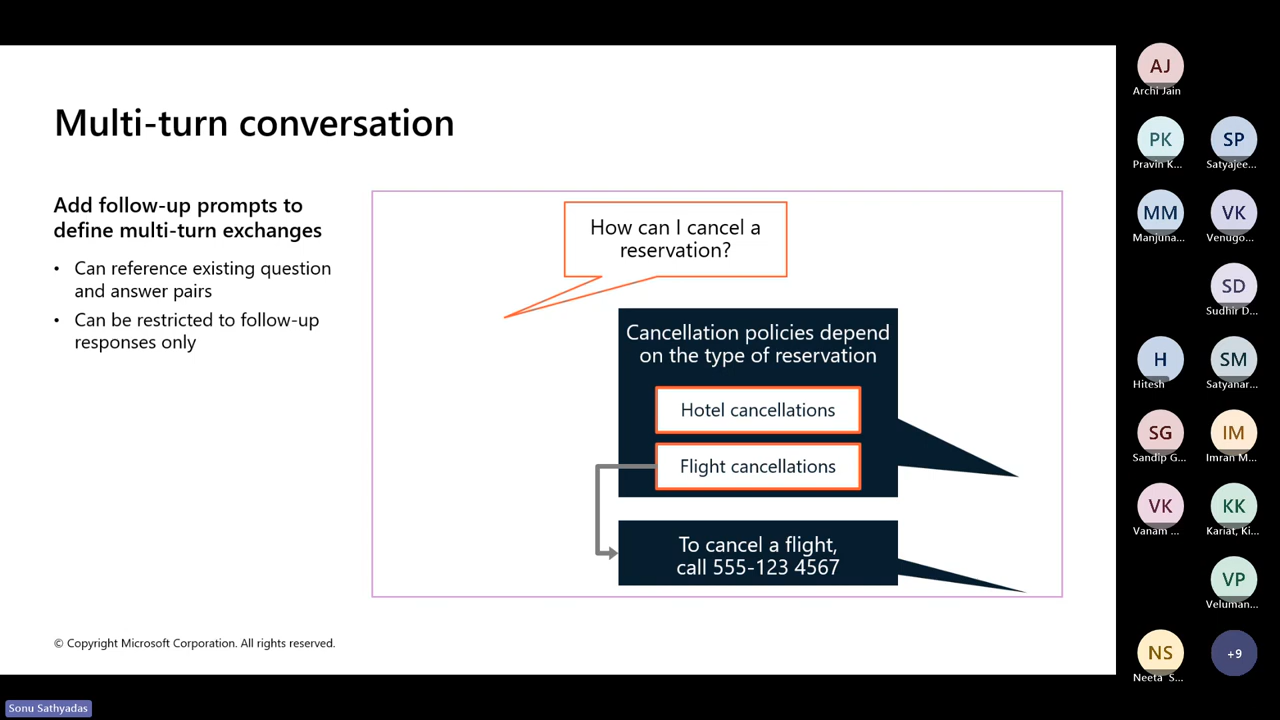 Multi-turn conversation
Add follow-up prompts to
define multi-turn exchanges
• Can reference existing question
and answer pairs
• Can be restricted to follow-up
responses only
How can I cancel a
reservation?
Cancellation policies depend
on the type of reservation
Hotel cancellations
Flight cancellations
To cancel a flight,
call 555-123 4567
© Copyright Microsoft Corporation. All rights reserved.
AJ
Archi Jain
PK
Pravin K...
SP
Satyajee...
MM
Manjuna...
VK
Venugo...
SD
Sudhir D...
H
Hitesh
SM
Satyanar...
SG
Sandip G...
IM
Imran M...
VK
Vanam ...
KK
Kariat, Ki...
VP
Veluman...
NS
Neeta S...
+9
Sonu Sathyadas